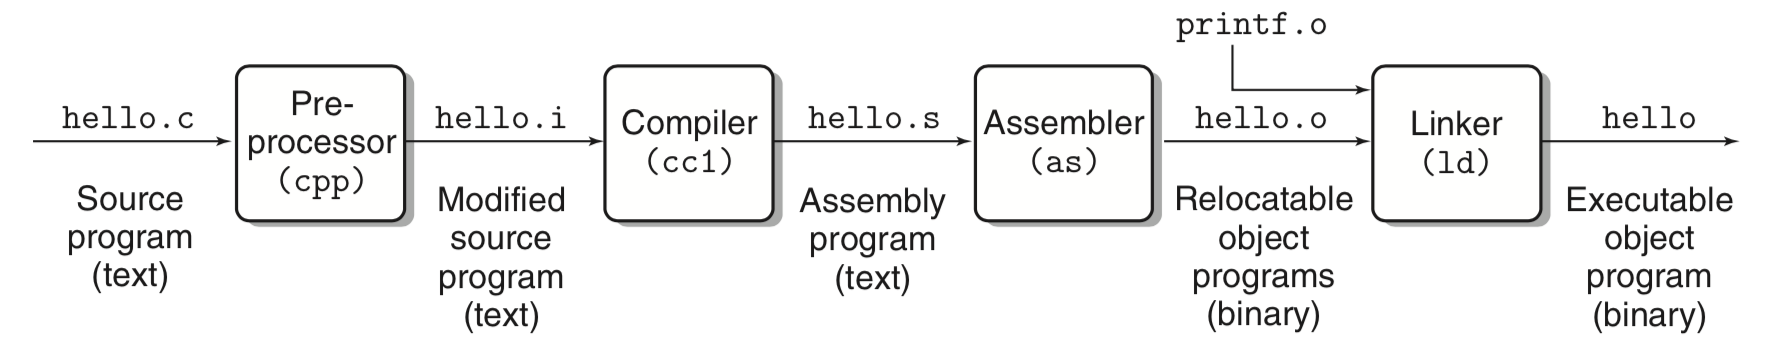 printf.o
hello.c
Pre-
processor
(cpp)
hello.i
Compiler
(cc1)
hello.s
Assembler
(as)
hello.o
Linker
(ld)
hello
Source
program
(text)
Modified
source
program
(text)
Assembly
program
(text)
Relocatable
object
programs
(binary)
Executable
object
program
(binary)